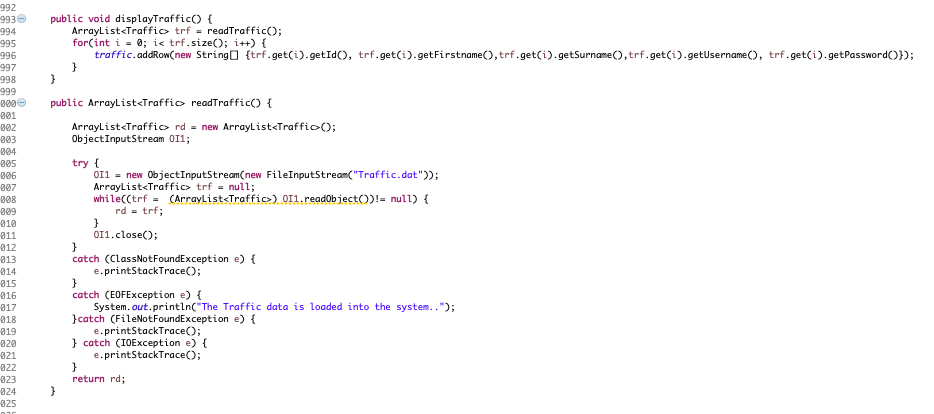 992
993 public void displayTraffic() {
994 ArrayList<Traffic> trf = readTraffic();
995 for(int i = 0; i< trf.size(); i++) {
996 traffic.addRow(new String[] {trf.get(i).getId(), trf.get(i).getFirstname(),trf.get(i).getSurname(),trf.get(i).getUsername(), trf.get(i).getPassword()});
997 }
998 }
999
000 public ArrayList<Traffic> readTraffic() {
001
002 ArrayList<Traffic> rd = new ArrayList<Traffic>();
003 ObjectInputStream OI1;
004
005 try {
006 OI1 = new ObjectInputStream(new FileInputStream("Traffic.dat"));
007 ArrayList<Traffic> trf = null;
008 while((trf = (ArrayList<Traffic>) OI1.readObject())!= null) {
009 rd = trf;
010 }
011 OI1.close();
012 }
013 catch (ClassNotFoundException e) {
014 e.printStackTrace();
015 }
016 catch (EOFException e) {
017 System.out.println("The Traffic data is loaded into the system..");
018 }catch (FileNotFoundException e) {
019 e.printStackTrace();
020 } catch (IOException e) {
021 e.printStackTrace();
022 }
023 return rd;
024 }
025